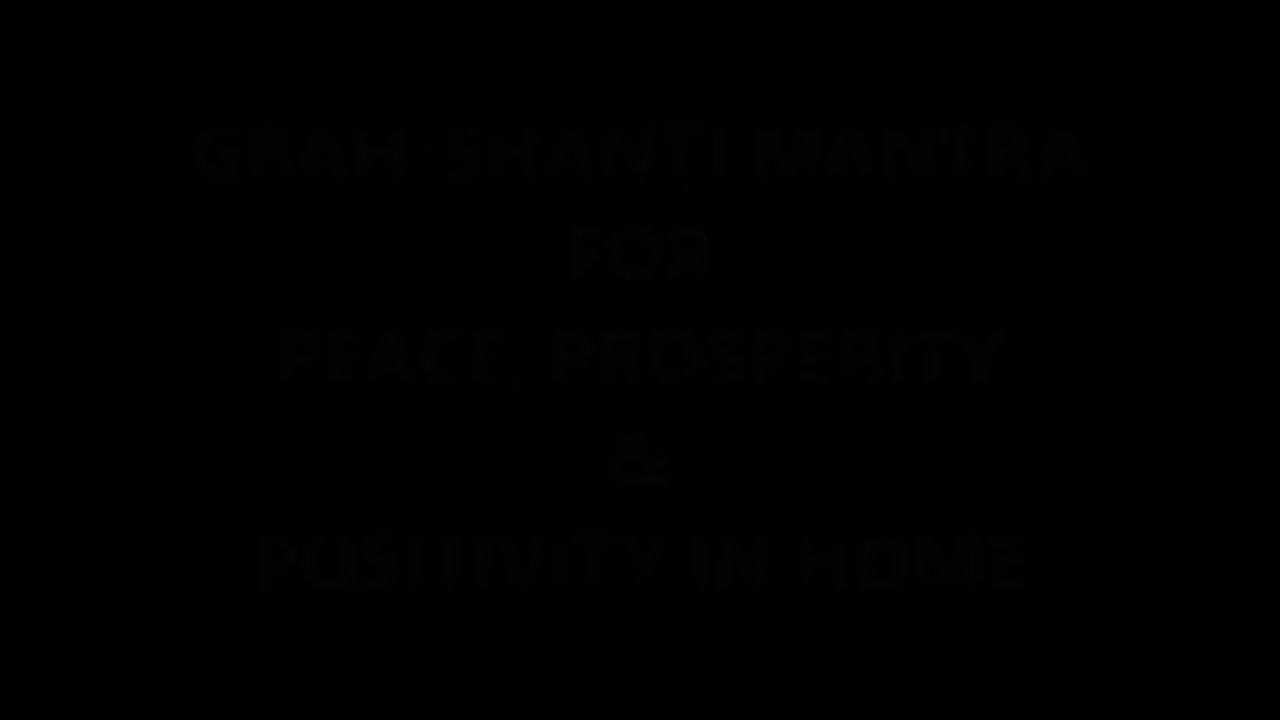 GRAH-SHANTI MANTRA
FOR
PEACE, PROSPERITY
&
POSITIVITY IN HOME